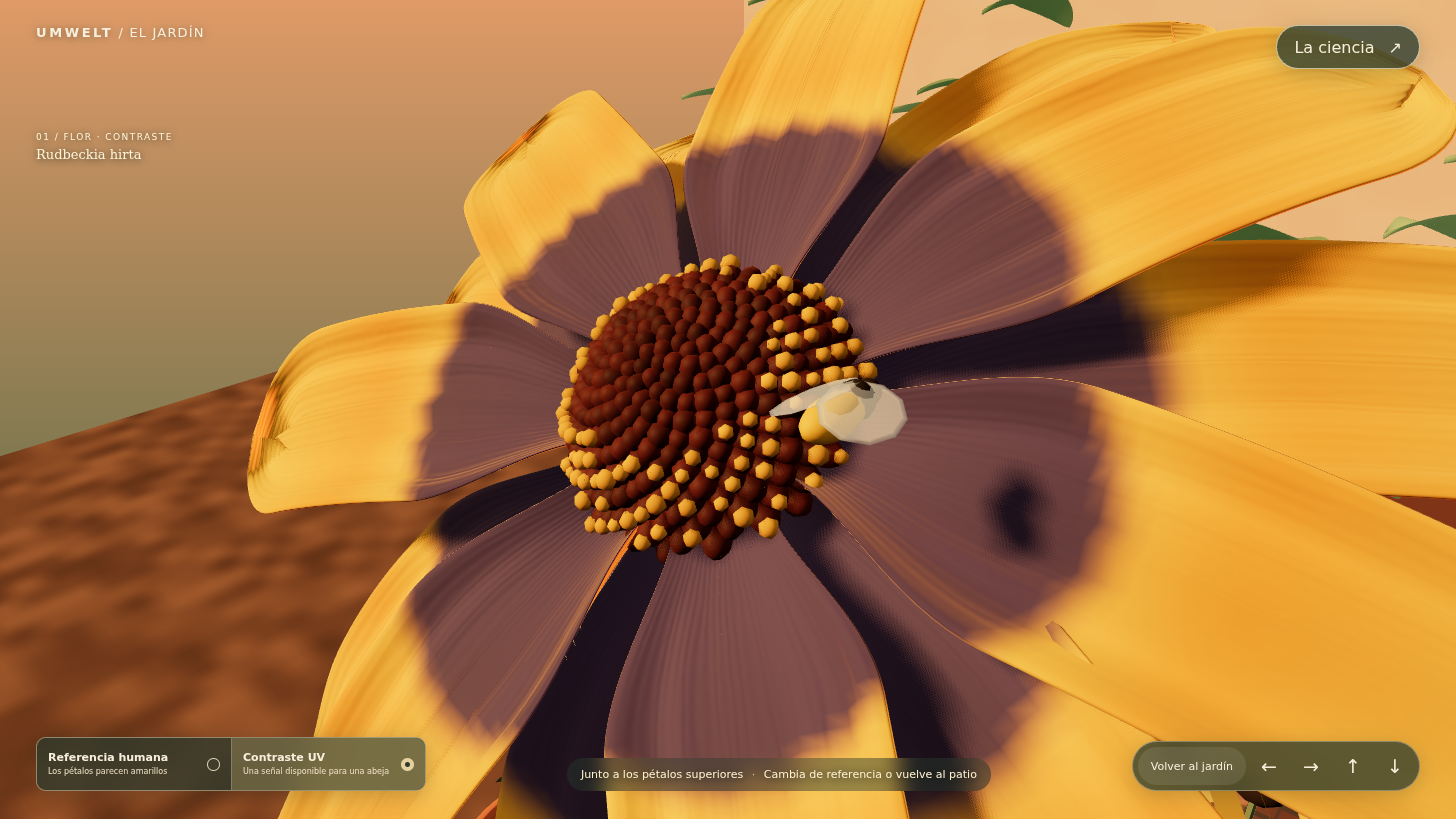 UMWELT / EL JARDÍN
La ciencia ↗
01 / FLOR · CONTRASTE
Rudbeckia hirta
Referencia humana
Los pétalos parecen amarillos
Contraste UV
Una señal disponible para una abeja
Junto a los pétalos superiores · Cambia de referencia o vuelve al patio
Volver al jardín ← → ↑ ↓